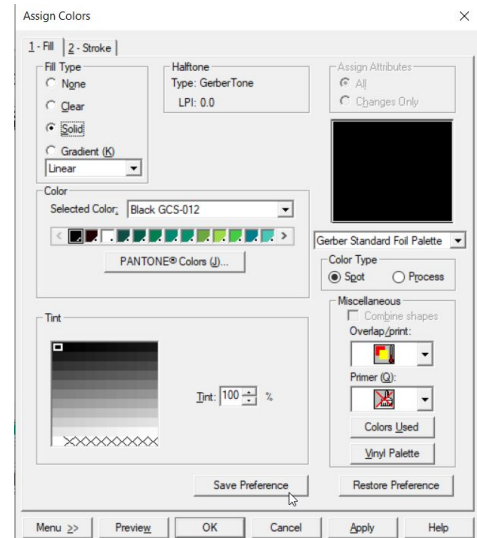 Assign Colors
1 - Fill
2 - Stroke
Fill Type
None
Clear
Solid
Gradient (K)
Linear
Halftone
Type: GerberTone
LPI: 0.0
Assign Attributes
All
Changes Only
Color
Selected Color:
Black GCS-012
PANTONE® Colors (J)...
Gerber Standard Foil Palette
Color Type
Spot
Process
Tint
Tint: 100 %
Miscellaneous
Combine shapes
Overlap/print:
Primer (Q):
Colors Used
Vinyl Palette
Save Preference
Restore Preference
Menu >>
Preview
OK
Cancel
Apply
Help